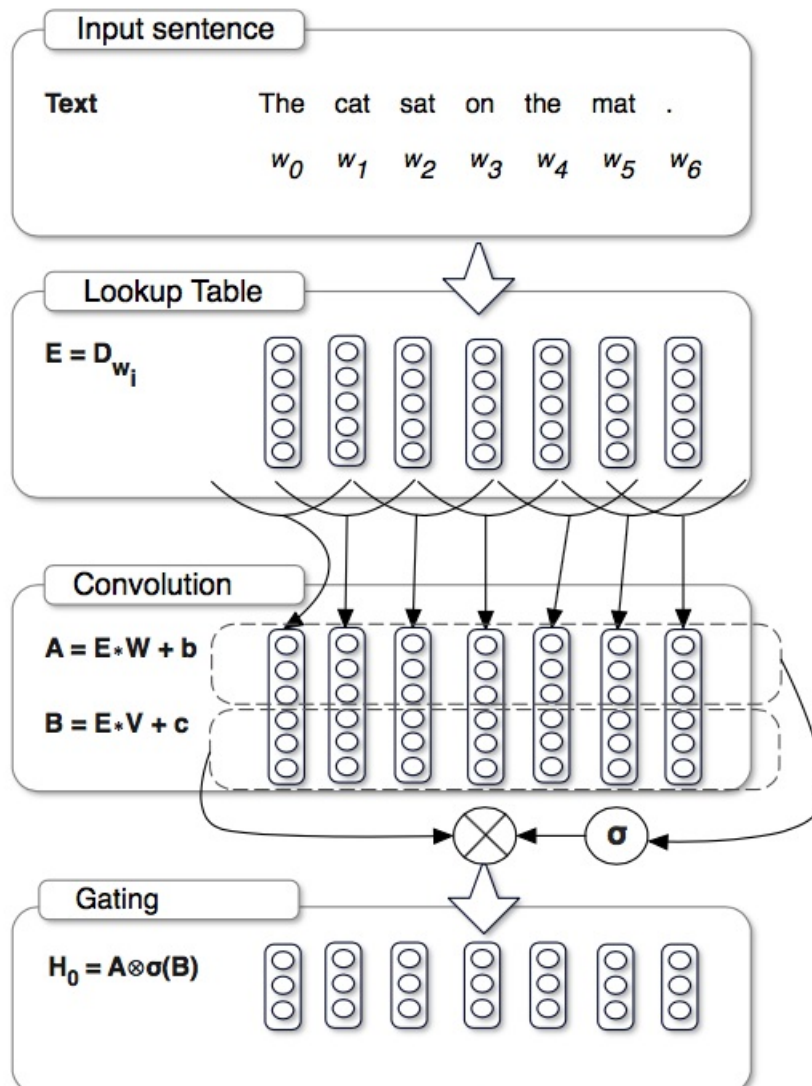 Input sentence
Text The cat sat on the mat .
w0 w1 w2 w3 w4 w5 w6
Lookup Table
E = Dwi
Convolution
A = E*W + b
B = E*V + c
σ
Gating
H0 = A⊗σ(B)